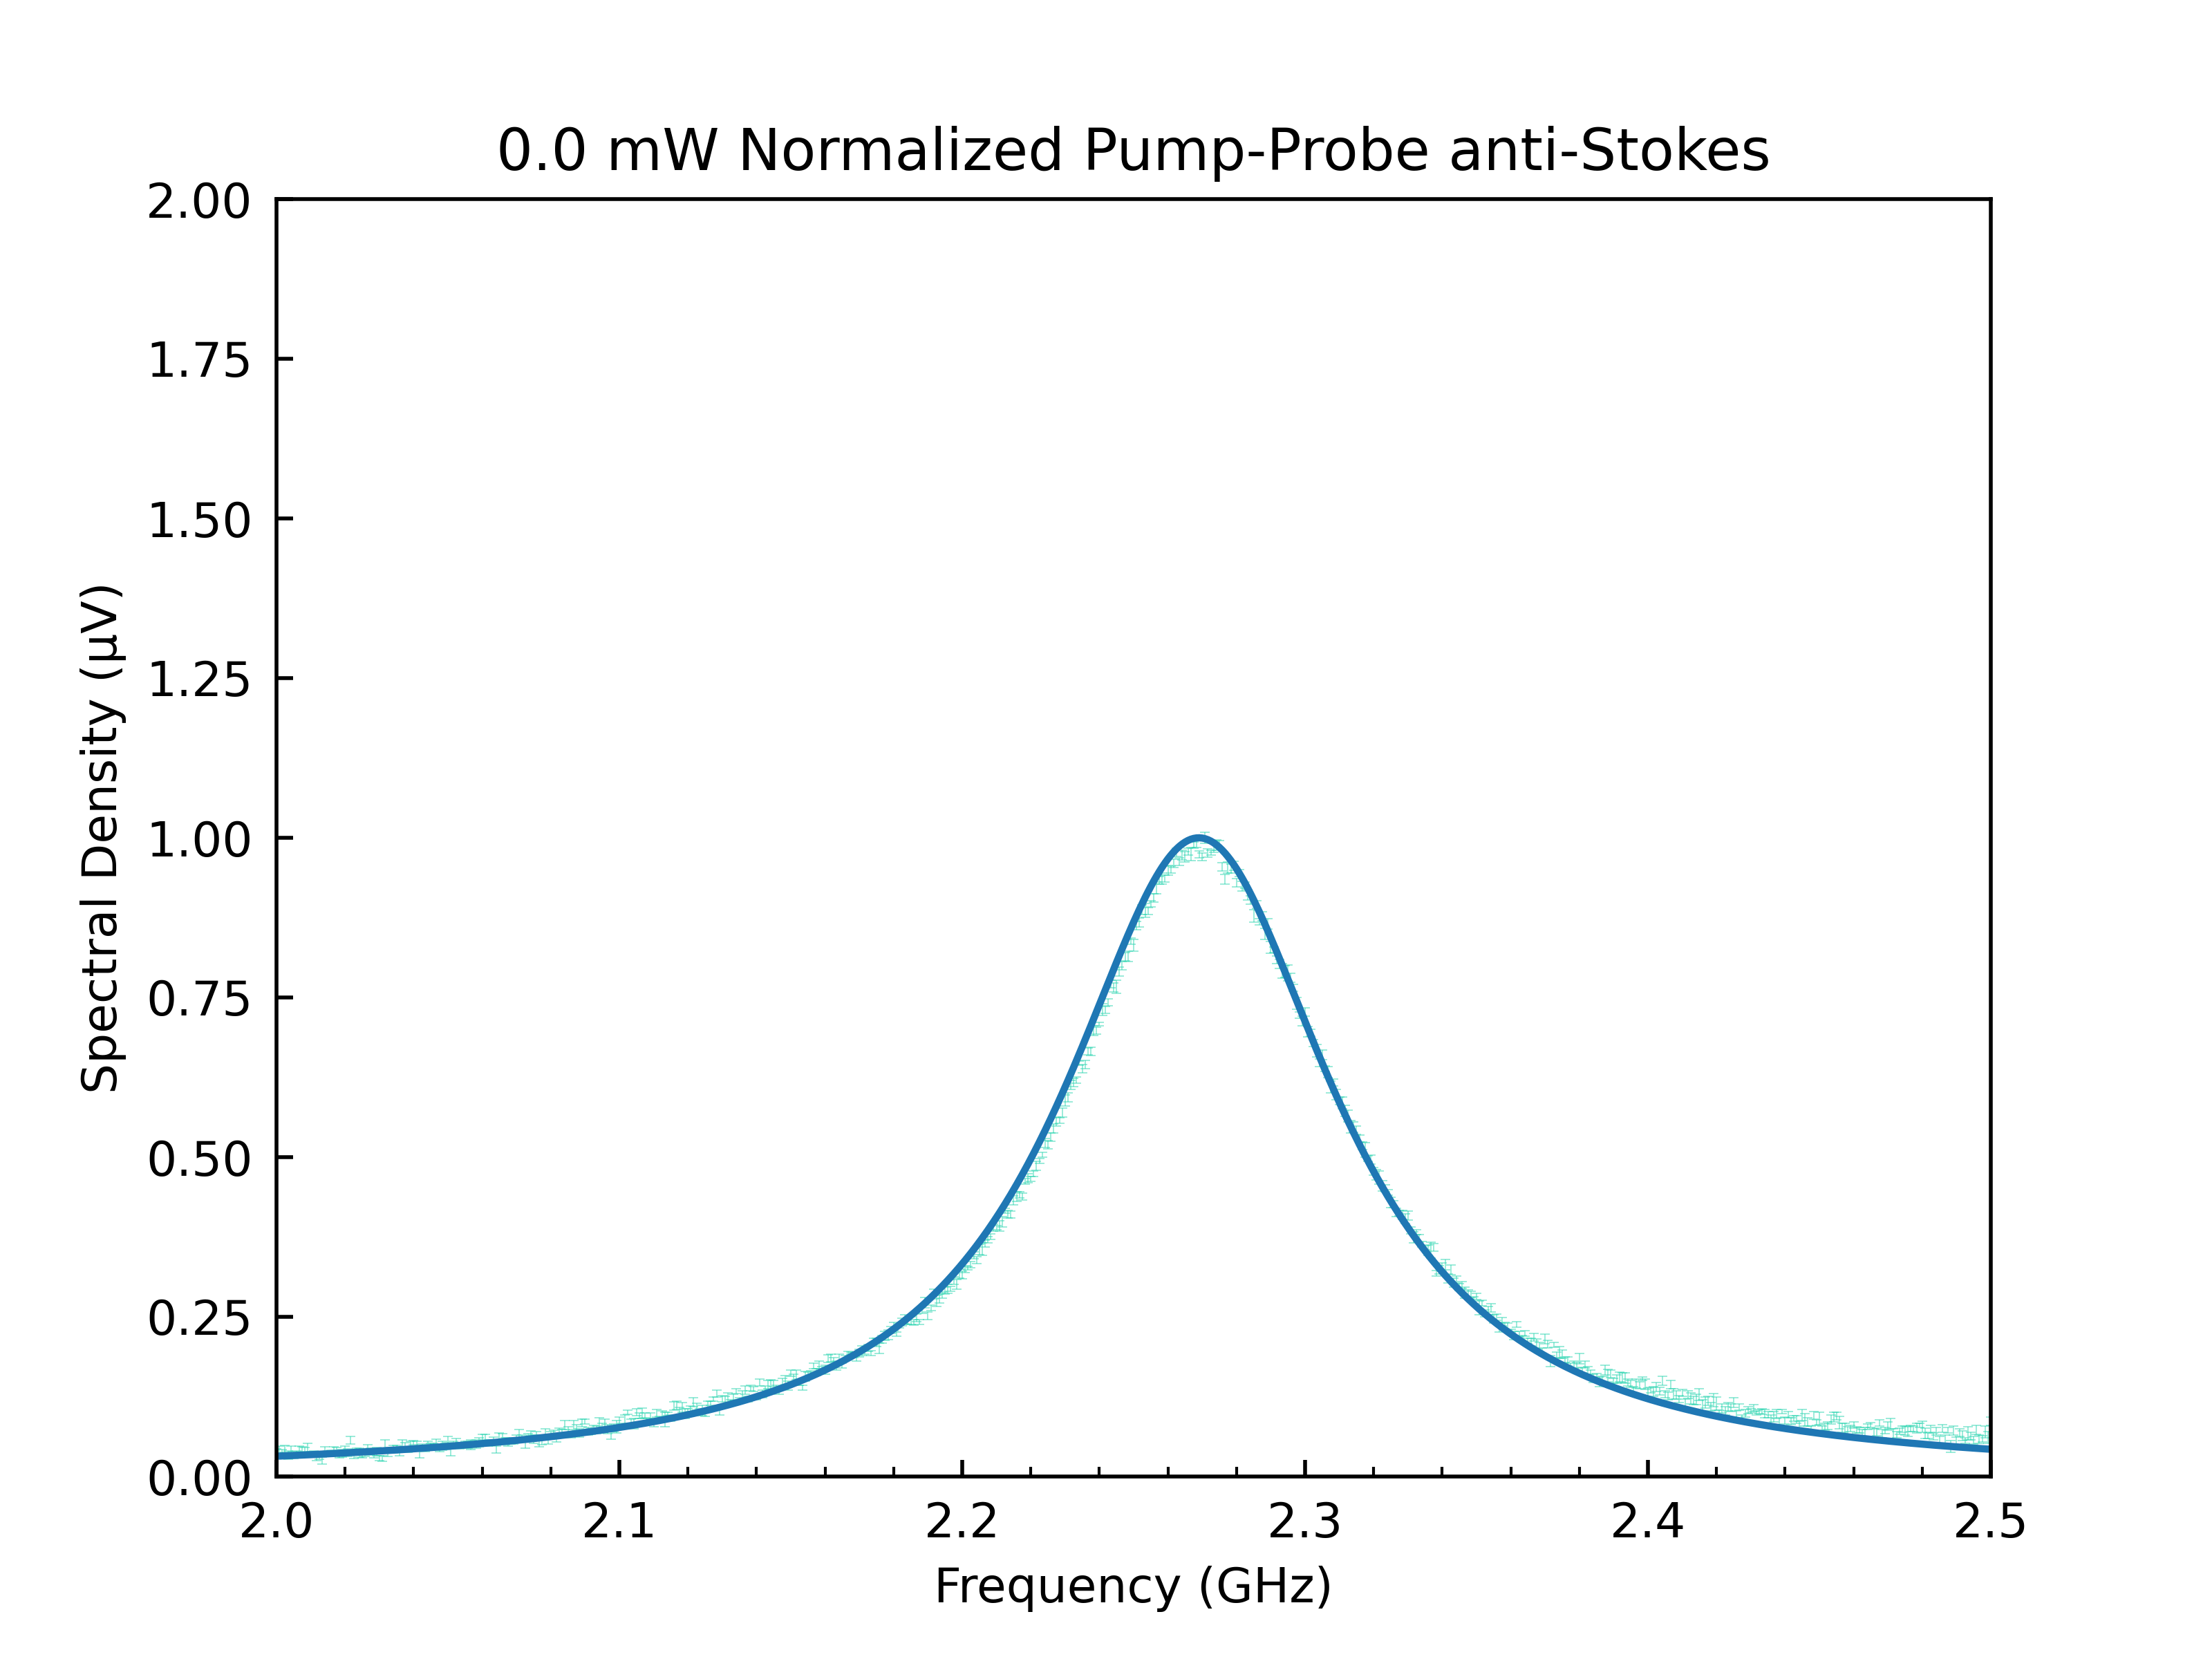 0.0 mW Normalized Pump-Probe anti-Stokes
2.00
1.75
1.50
1.25
1.00
0.75
0.50
0.25
0.00
Spectral Density (µV)
2.0 2.1 2.2 2.3 2.4 2.5
Frequency (GHz)